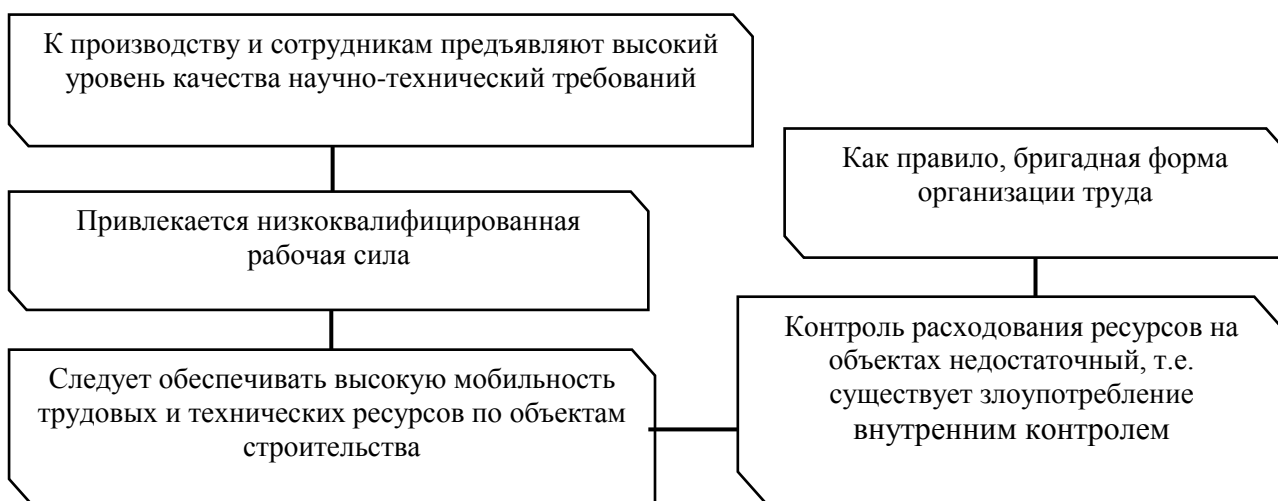 К производству и сотрудникам предъявляют высокий
уровень качества научно-технический требований
Привлекается низкоквалифицированная
рабочая сила
Следует обеспечивать высокую мобильность
трудовых и технических ресурсов по объектам
строительства
Как правило, бригадная форма
организации труда
Контроль расходования ресурсов на
объектах недостаточный, т.е.
существует злоупотребление
внутренним контролем